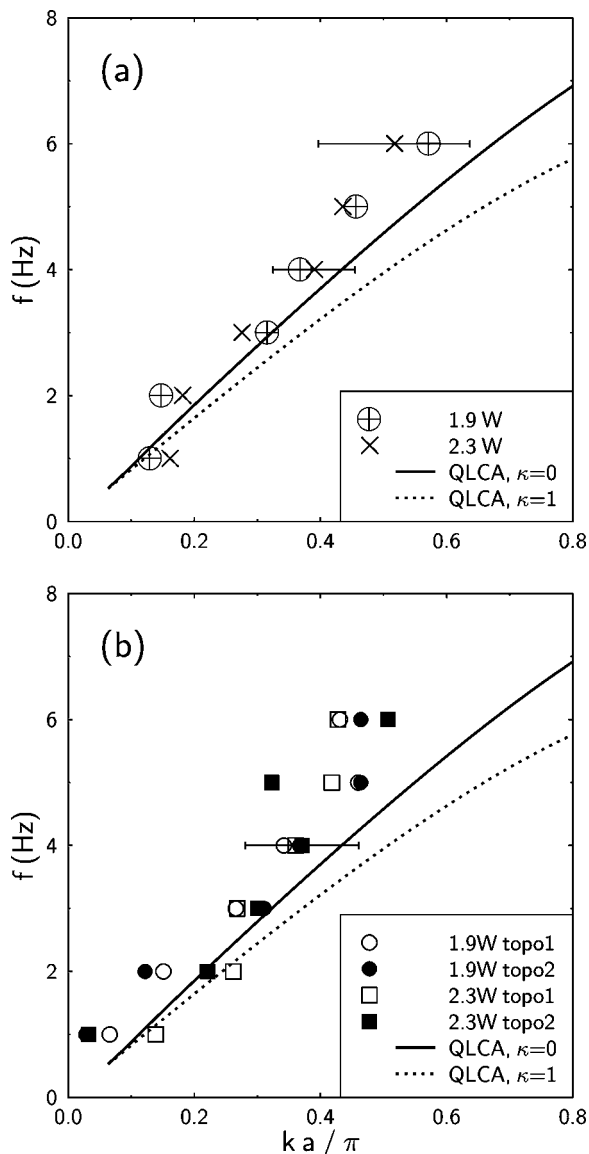 (a)
8
6
4
2
0
f (Hz)
0.0 0.2 0.4 0.6 0.8
1.9 W
2.3 W
QLCA, κ=0
QLCA, κ=1
(b)
8
6
4
2
0
f (Hz)
1.9W topo1
1.9W topo2
2.3W topo1
2.3W topo2
QLCA, κ=0
QLCA, κ=1
0.0 0.2 0.4 0.6 0.8
k a / π